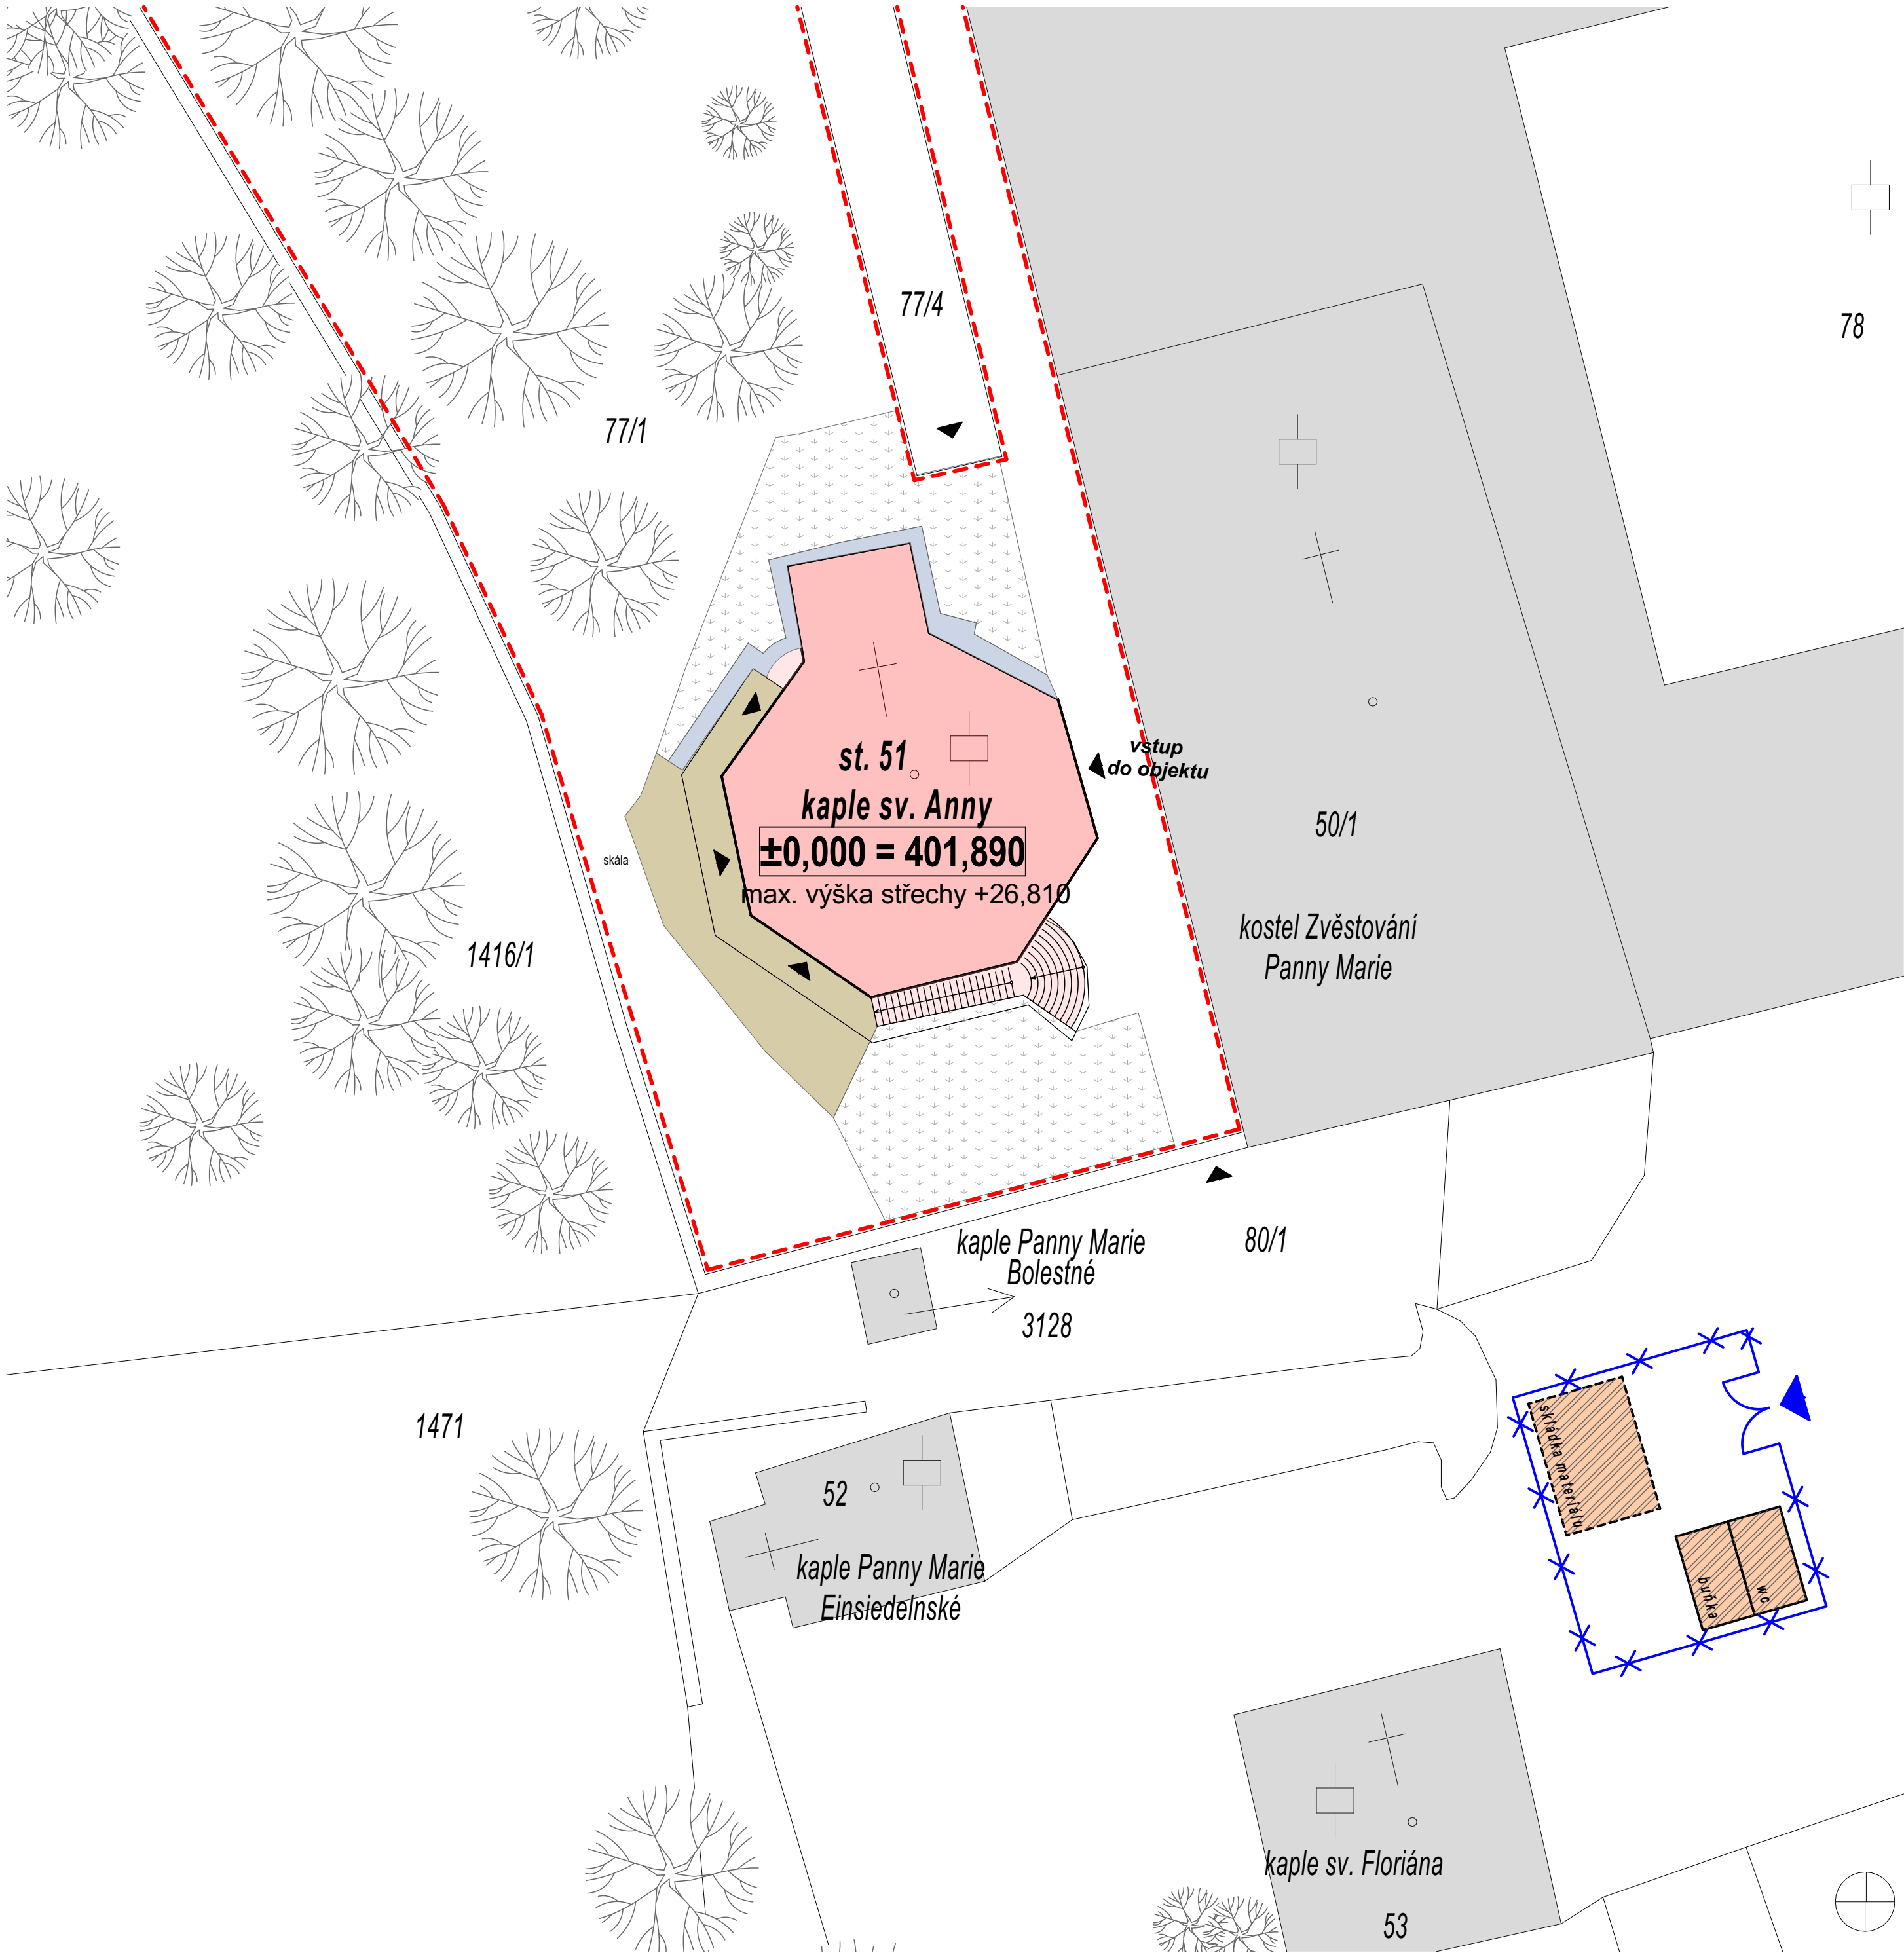 77/4
78
77/1
vstup
do objektu
st. 51
kaple sv. Anny
±0,000 = 401,890
max. výška střechy +26,810
skála
50/1
kostel Zvěstování
Panny Marie
1416/1
kaple Panny Marie
Bolestné
80/1
3128
1471
skládka materiálu
52
kaple Panny Marie
Einsiedelnské
buňka
wc
kaple sv. Floriána
53